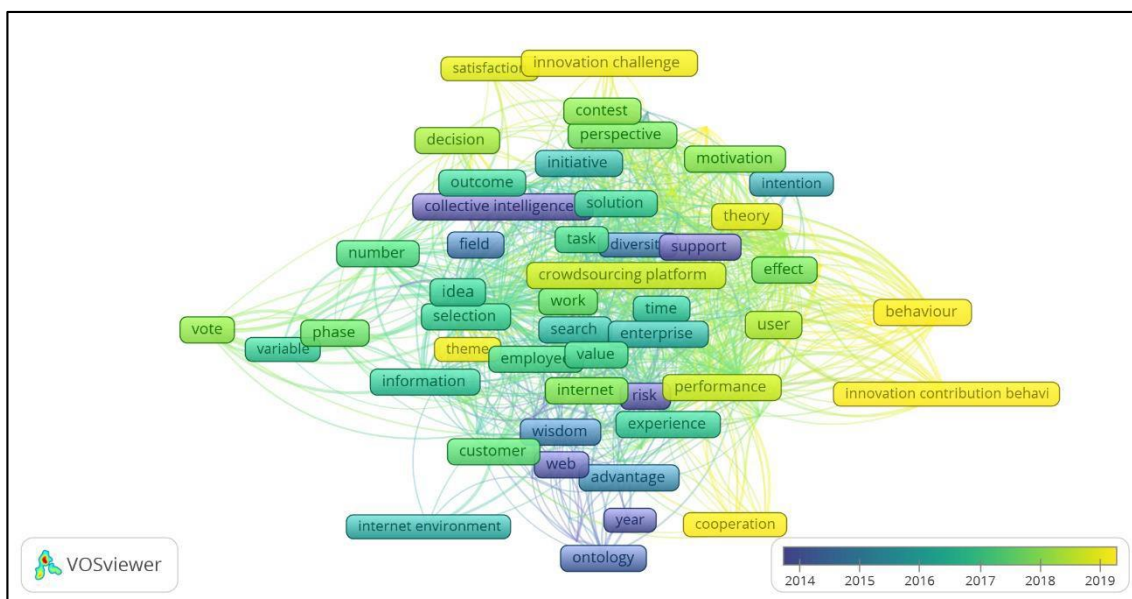 satisfaction
innovation challenge
contest
perspective
decision
motivation
initiative
intention
outcome
collective intelligence
solution
theory
task
diversit
support
field
number
effect
crowdsourcing platform
idea
work
time
selection
behaviour
user
vote
phase
search
enterprise
variable
theme
employee
value
information
internet
risk
performance
innovation contribution behavi
experience
wisdom
customer
web
advantage
internet environment
year
cooperation
ontology
VOSviewer
2014 2015 2016 2017 2018 2019